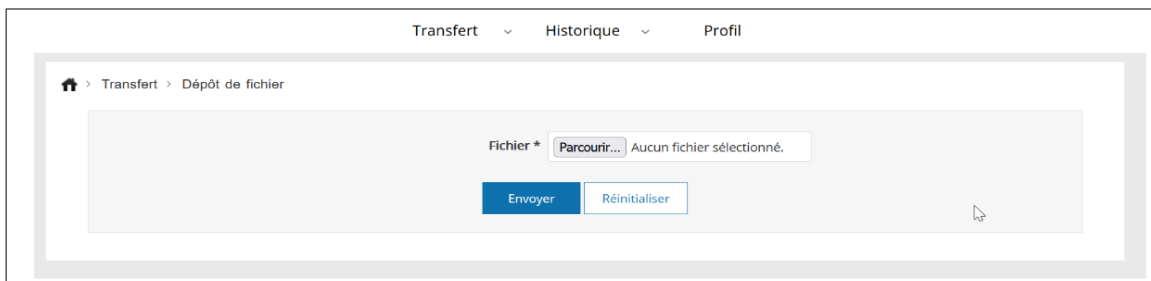 Transfert Historique Profil
Transfert > Dépôt de fichier
Fichier * Parcourir... Aucun fichier sélectionné.
Envoyer Réinitialiser